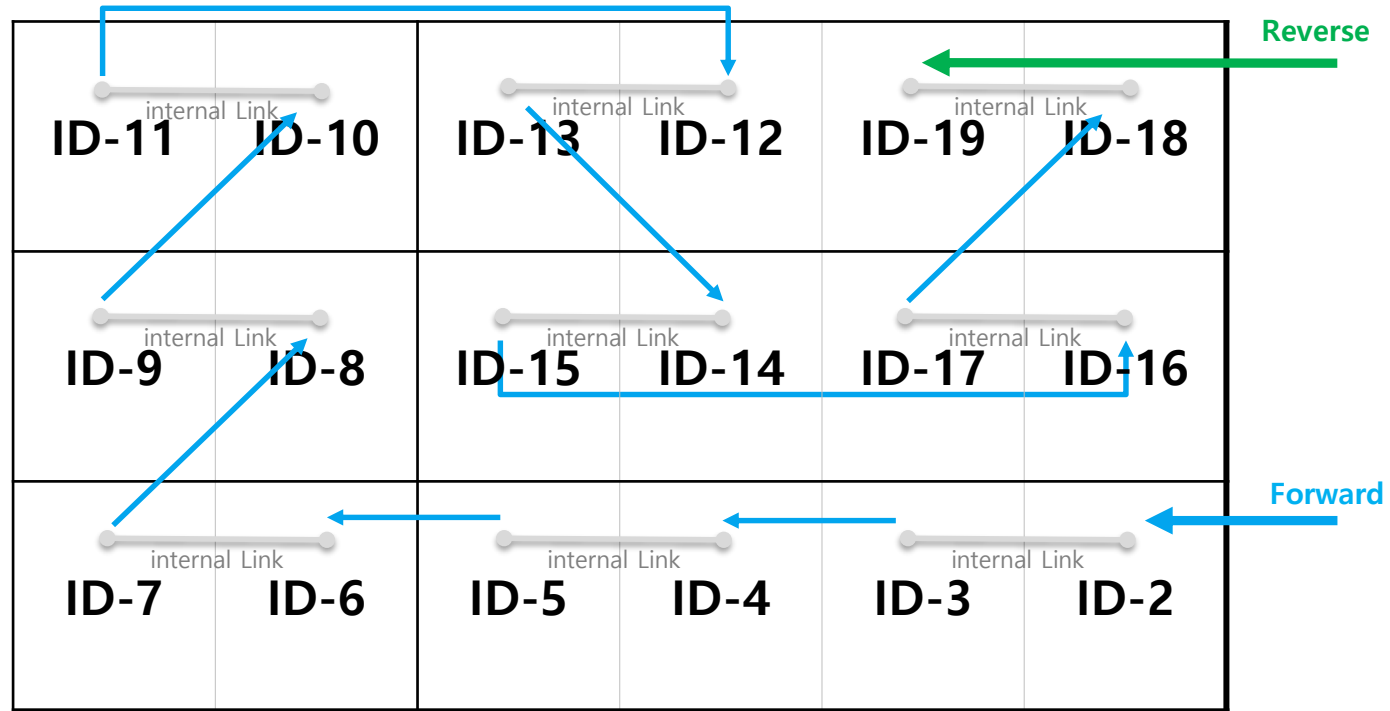 Reverse
internal Link internal Link internal Link
ID-11 ID-10 ID-13 ID-12 ID-19 ID-18
internal Link internal Link internal Link
ID-9 ID-8 ID-15 ID-14 ID-17 ID-16
Forward
internal Link internal Link internal Link
ID-7 ID-6 ID-5 ID-4 ID-3 ID-2